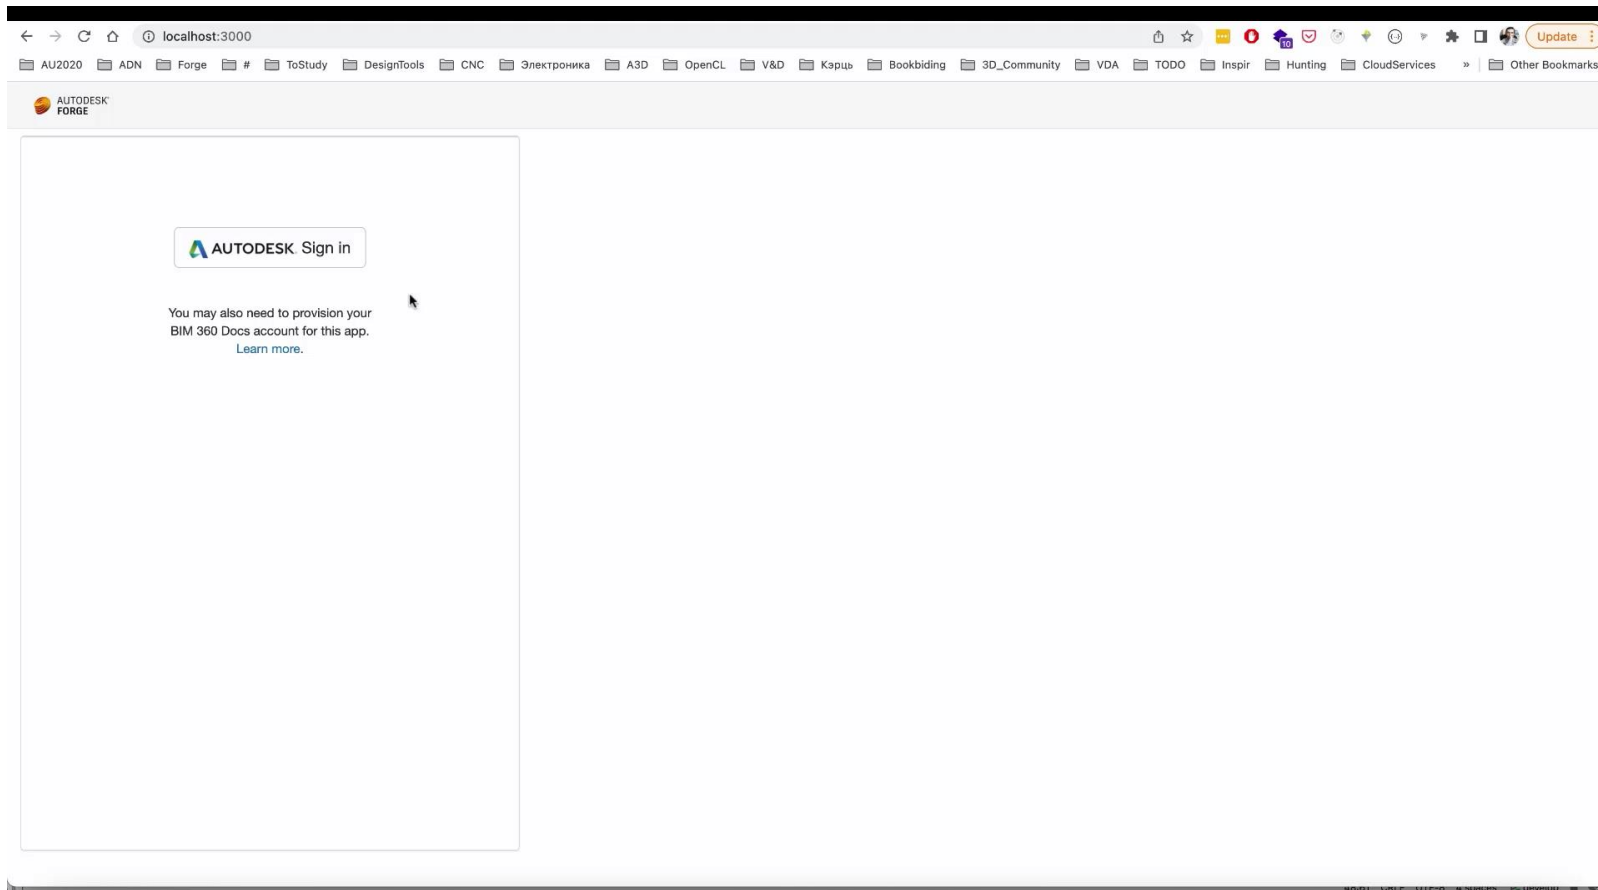 localhost:3000
10
Update
AU2020 ADN Forge # ToStudy DesignTools CNC Электроника A3D OpenCL V&D Кэрць Bookbiding 3D_Community VDA TODO Inspir Hunting CloudServices » Other Bookmarks
AUTODESK
FORGE
AUTODESK. Sign in
You may also need to provision your
BIM 360 Docs account for this app.
Learn more.